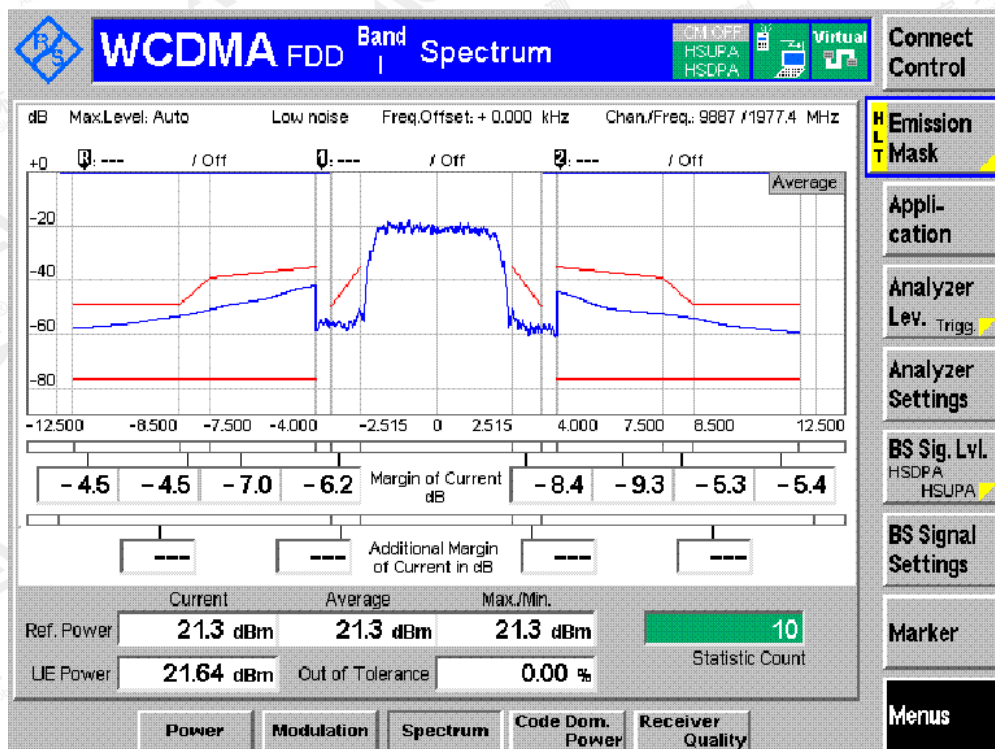 R S WCDMA FDD Band I Spectrum
CM OFF
HSUPA
HSDPA
Virtual
Connect
Control
dB Max.Level: Auto Low noise Freq.Offset: + 0.000 kHz Chan./Freq.: 9887 / 1977.4 MHz
H L T
Emission
Mask
R: --- / Off 1: --- / Off 2: --- / Off
+0
Average
-20
-40
-60
-80
-12.500 -8.500 -7.500 -4.000 -2.515 0 2.515 4.000 7.500 8.500 12.500
Appli-
cation
Analyzer
Lev. Trigg.
Analyzer
Settings
-4.5 -4.5 -7.0 -6.2 Margin of Current dB -8.4 -9.3 -5.3 -5.4
BS Sig. Lvl.
HSDPA
HSUPA
--- --- Additional Margin of Current in dB --- ---
BS Signal
Settings
Current Average Max./Min.
Ref. Power 21.3 dBm 21.3 dBm 21.3 dBm
10
Statistic Count
UE Power 21.64 dBm Out of Tolerance 0.00 %
Marker
Menus
Power Modulation Spectrum Code Dom. Power Receiver Quality